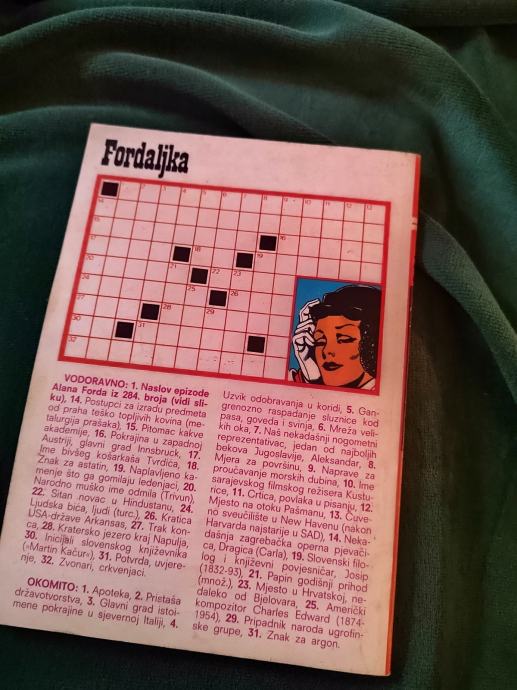 Fordaljka
VODORAVNO: 1. Naslov epizode
Alana Forda iz 284. broja (vidi sli-
ku), 14. Postupci za izradu predmeta
od praha teško topljivih kovina (me-
talurgija prašaka), 15. Pitomac kakve
akademije, 16. Pokrajina u zapadnoj
Austriji, glavni grad Innsbruck, 17.
Ime bivšeg košarkaša Tvrdića, 18.
Znak za astatin, 19. Naplavljeno ka-
menje što ga gomilaju ledenjaci, 20.
Narodno muško ime odmila (Trivun),
22. Sitan novac u Hindustanu, 24.
Ljudska bića, ljudi (turc.), 26. Kratica
USA-države Arkansas, 27. Trak kon-
ca, 28. Kratersko jezero kraj Napulja,
30. Inicijali slovenskog književnika
(«Martin Kačur»), 31. Potvrda, uvjere-
nje, 32. Zvonari, crkvenjaci.
OKOMITO: 1. Apoteka, 2. Pristaša
državotvorstva, 3. Glavni grad istoi-
mene pokrajine u sjevernoj Italiji, 4.
Uzvik odobravanja u koridi, 5. Gan-
grenozno raspadanje sluznice kod
pasa, goveda i svinja, 6. Mreža veli-
kih oka, 7. Naš nekadašnji nogometni
reprezentativac, jedan od najboljih
bekova Jugoslavije, Aleksandar, 8.
Mjera za površinu, 9. Naprave za
proučavanje morskih dubina, 10. Ime
sarajevskog filmskog režisera Kustu-
rice, 11. Crtica, povlaka u pisanju, 12.
Mjesto na otoku Pašmanu, 13. Čuve-
no sveučilište u New Havenu (nakon
Harvarda najstarije u SAD), 14. Neka-
dašnja zagrebačka operna pjevači-
ca, Dragica (Carla), 19. Slovenski filo-
log i književni povjesničar, Josip
(1832-93), 21. Papin godišnji prihod
(množ.), 23. Mjesto u Hrvatskoj, ne-
daleko od Bjelovara, 25. Američki
kompozitor Charles Edward (1874-
1954), 29. Pripadnik naroda ugrofin-
ske grupe, 31. Znak za argon.